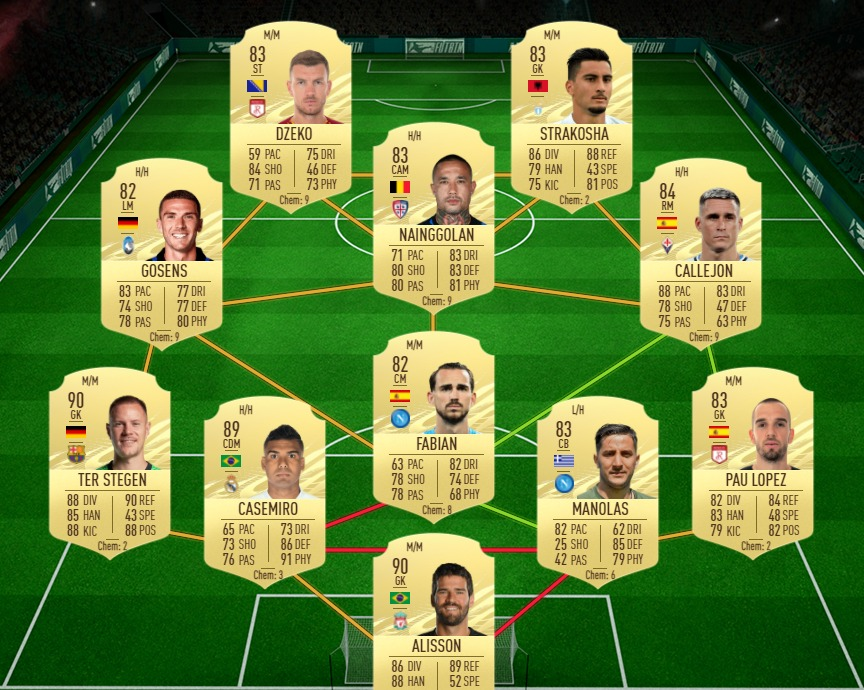 M/M
83
ST
DZEKO
59 PAC 75 DRI
84 SHO 46 DEF
71 PAS 73 PHY
Chem: 9
M/M
83
GK
STRAKOSHA
86 DIV 88 REF
79 HAN 43 SPE
75 KIC 81 POS
Chem: 2
H/H
83
CAM
NAINGGOLAN
71 PAC 83 DRI
80 SHO 83 DEF
80 PAS 81 PHY
Chem: 9
H/H
82
LM
GOSENS
83 PAC 77 DRI
74 SHO 77 DEF
78 PAS 80 PHY
Chem: 9
H/H
84
RM
CALLEJON
88 PAC 83 DRI
78 SHO 47 DEF
75 PAS 63 PHY
Chem: 9
M/M
82
CM
FABIAN
63 PAC 82 DRI
78 SHO 74 DEF
78 PAS 68 PHY
Chem: 8
M/M
90
GK
TER STEGEN
88 DIV 90 REF
85 HAN 43 SPE
88 KIC 88 POS
Chem: 2
H/H
89
CDM
CASEMIRO
65 PAC 73 DRI
73 SHO 86 DEF
76 PAS 91 PHY
Chem: 3
L/H
83
CB
MANOLAS
82 PAC 62 DRI
25 SHO 85 DEF
42 PAS 79 PHY
Chem: 6
M/M
83
GK
PAU LOPEZ
82 DIV 84 REF
83 HAN 48 SPE
79 KIC 82 POS
Chem: 2
M/M
90
GK
ALISSON
86 DIV 89 REF
88 HAN 52 SPE